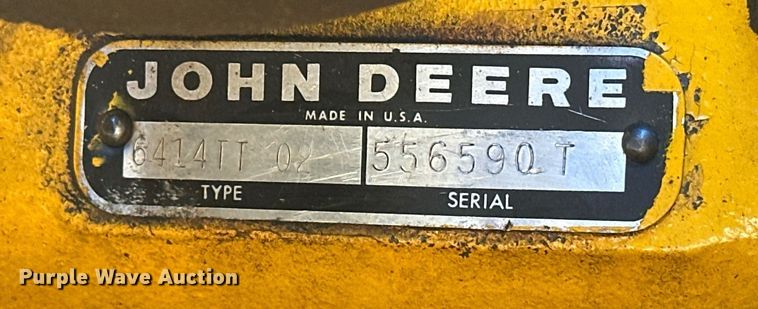 JOHN DEERE
MADE IN U.S.A.
6414TT 02 556590 T
TYPE SERIAL
Purple Wave Auction